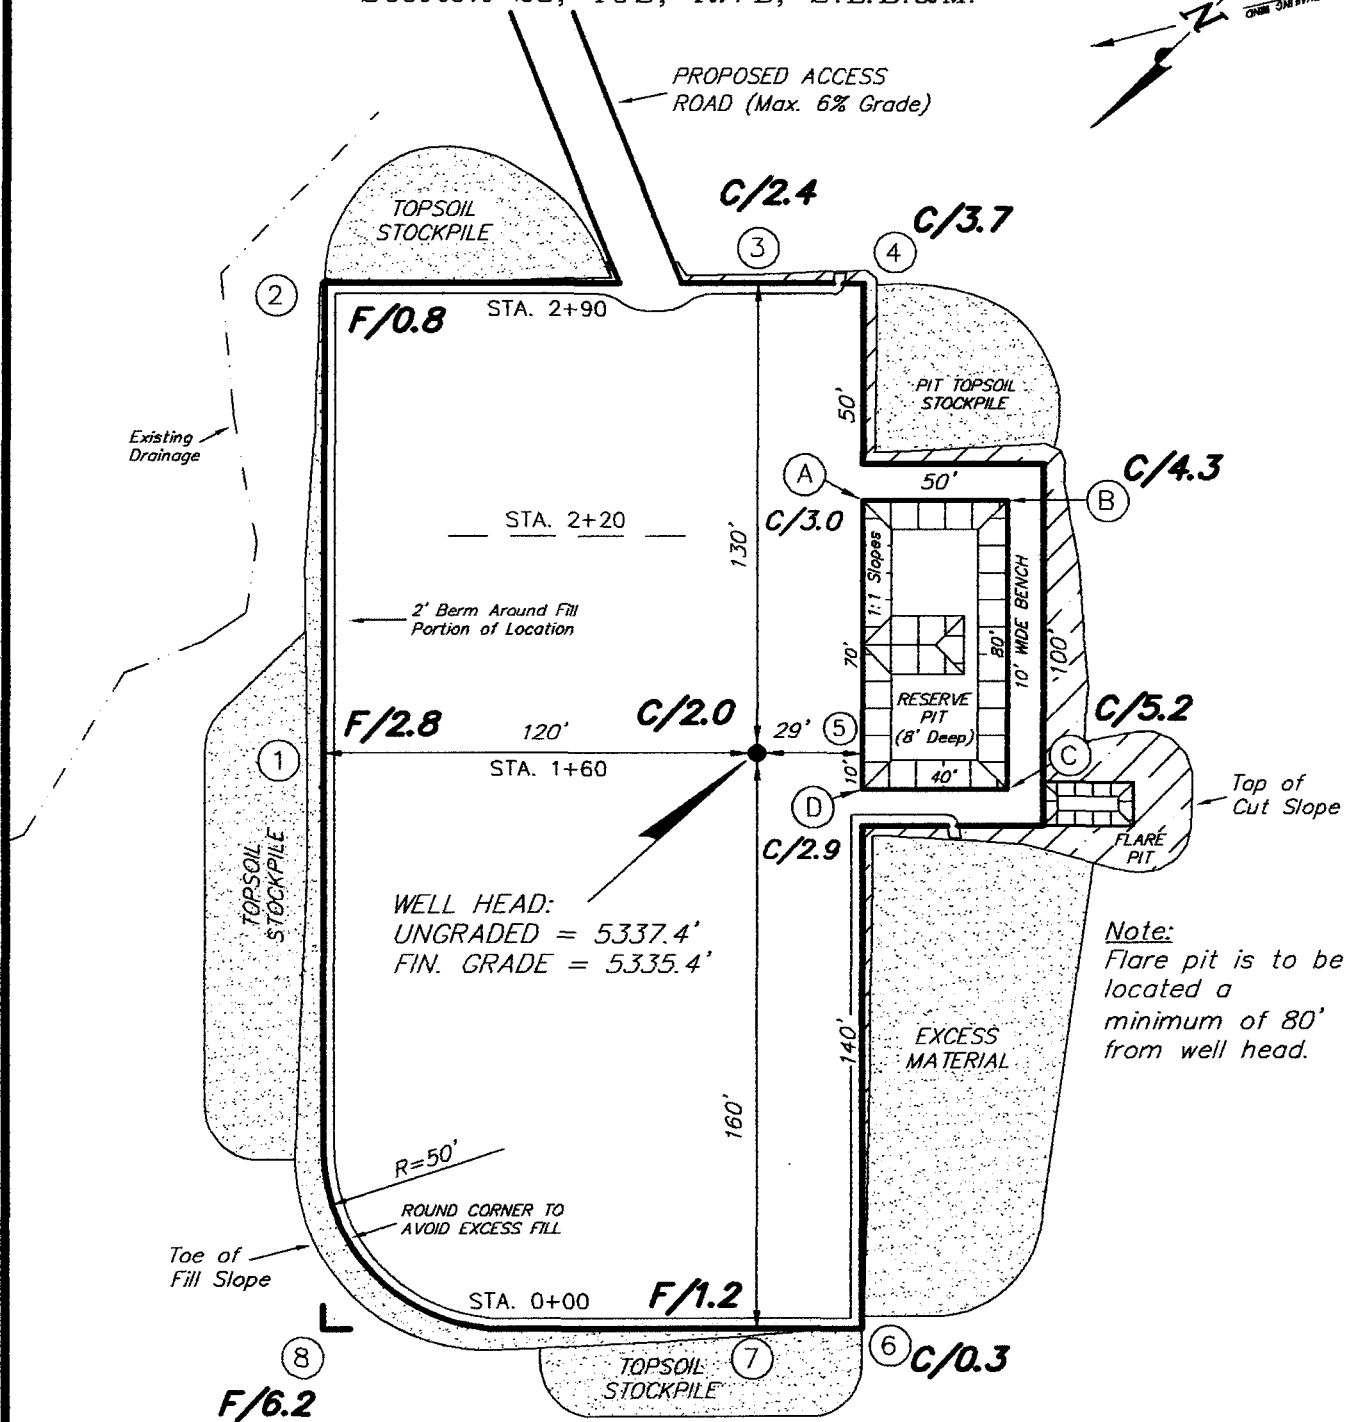 PROPOSED ACCESS
ROAD (Max. 6% Grade)
C/2.4
TOPSOIL
STOCKPILE
3
C/3.7
4
2
F/0.8
STA. 2+90
PIT TOPSOIL
STOCKPILE
50'
Existing
Drainage
C/4.3
A
50'
B
C/3.0
STA. 2+20
130'
1:1 Slopes
10' WIDE BENCH
2' Berm Around Fill
Portion of Location
70'
80'
100'
RESERVE
PIT
(8' Deep)
F/2.8
C/2.0
C/5.2
1
120'
29'
5
STA. 1+60
10'
40'
C
D
Top of
Cut Slope
C/2.9
FLARE
PIT
TOPSOIL
STOCKPILE
WELL HEAD:
UNGRADED = 5337.4'
FIN. GRADE = 5335.4'
Note:
Flare pit is to be
located a
minimum of 80'
from well head.
EXCESS
MATERIAL
140'
160'
R=50'
ROUND CORNER TO
AVOID EXCESS FILL
Toe of
Fill Slope
STA. 0+00
F/1.2
8
7
6
C/0.3
TOPSOIL
STOCKPILE
F/6.2